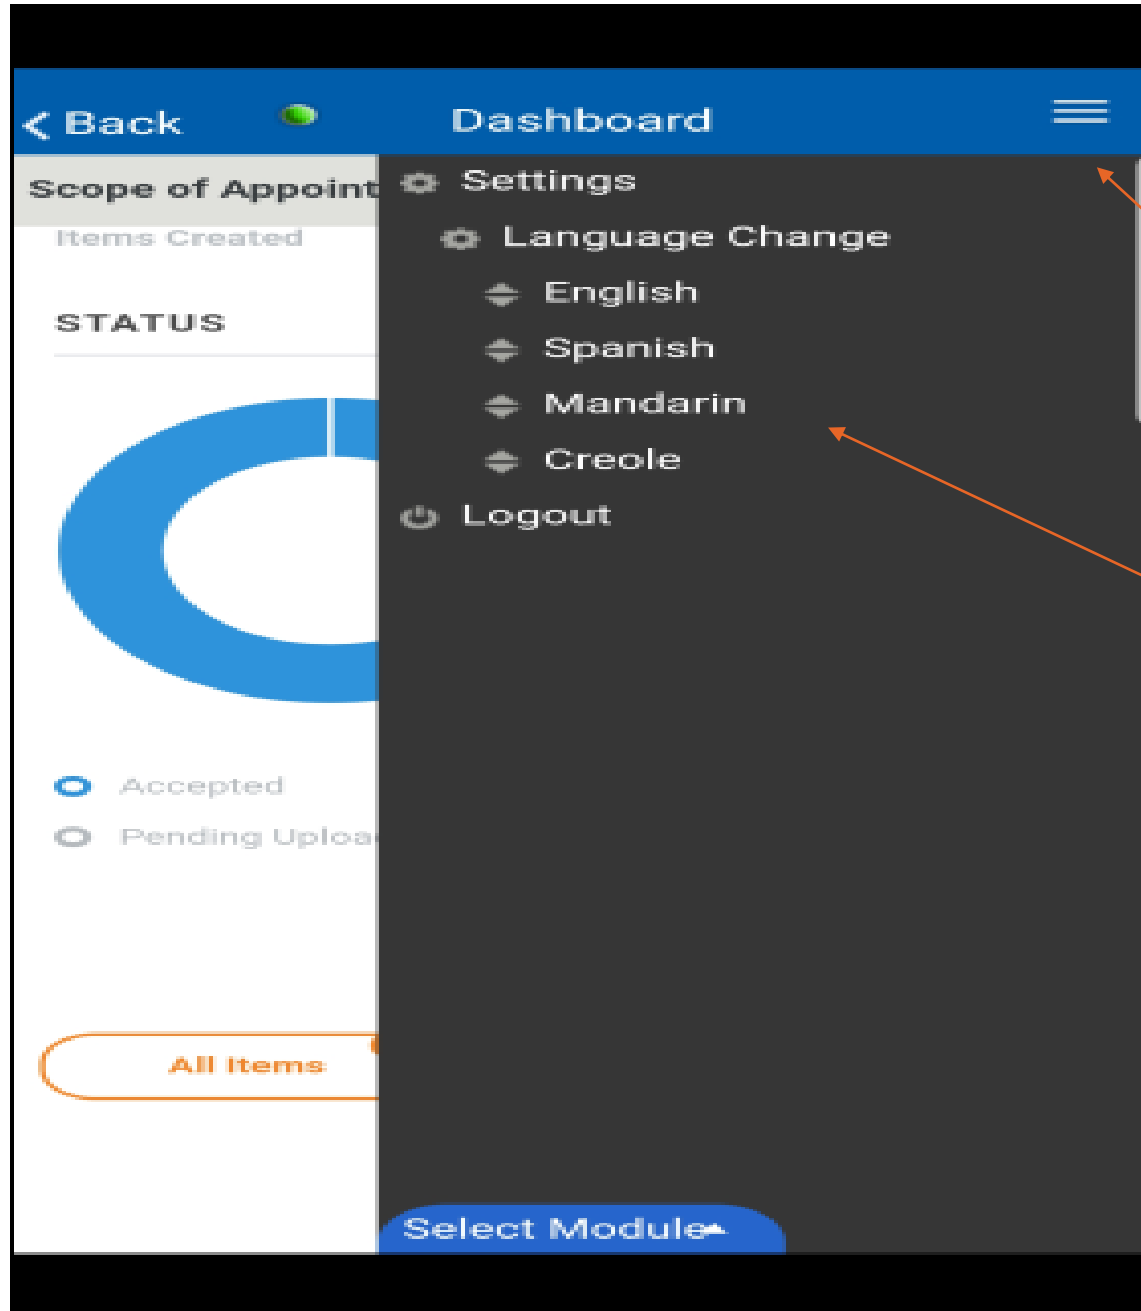 Back
Dashboard
Scope of Appoint
Items Created
STATUS
Accepted
Pending Uploa
All Items
Settings
Language Change
English
Spanish
Mandarin
Creole
Logout
Select Module